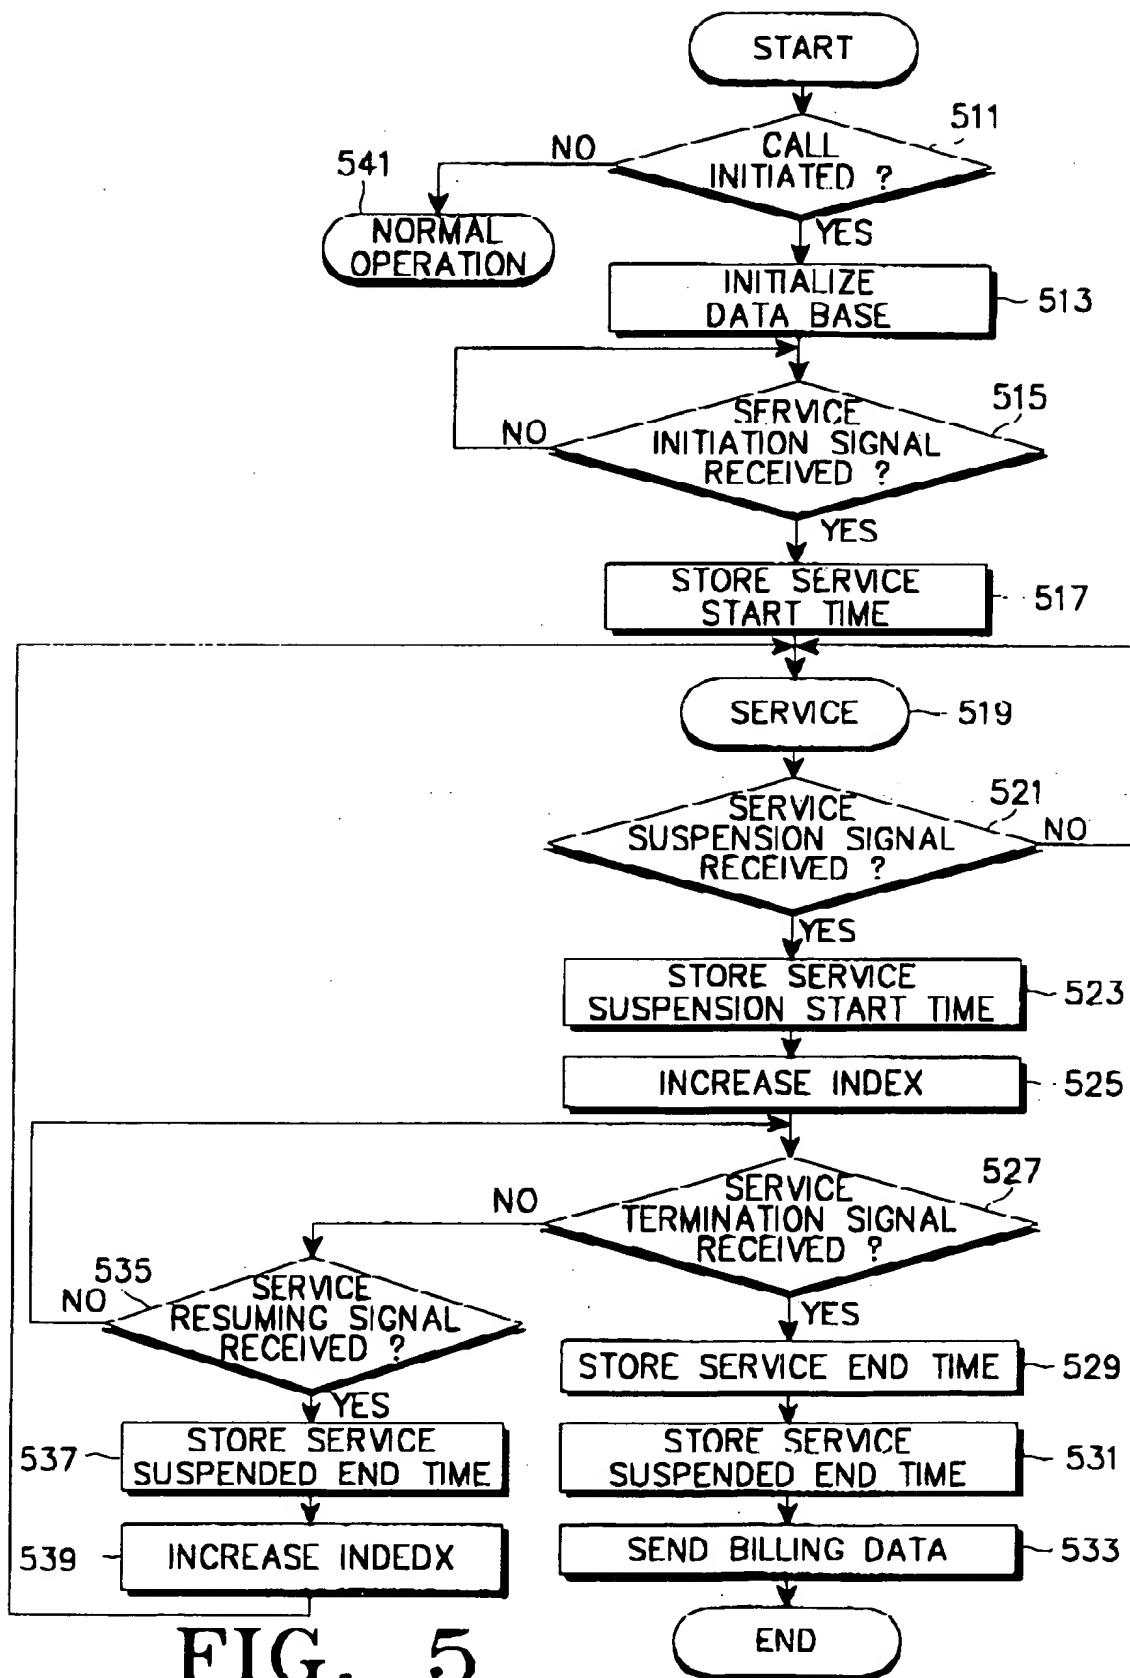 START
CALL
INITIATED ?
511
NO
541
NORMAL
OPERATION
YES
INITIALIZE
DATA BASE
513
SERVICE
INITIATION SIGNAL
RECEIVED ?
515
NO
YES
STORE SERVICE
START TIME
517
SERVICE
519
SERVICE
SUSPENSION SIGNAL
RECEIVED ?
521
NO
YES
STORE SERVICE
SUSPENSION START TIME
523
INCREASE INDEX
525
SERVICE
TERMINATION SIGNAL
RECEIVED ?
527
NO
535
SERVICE
RESUMING SIGNAL
RECEIVED ?
NO
YES
YES
STORE SERVICE END TIME
529
537
STORE SERVICE
SUSPENDED END TIME
STORE SERVICE
SUSPENDED END TIME
531
539
INCREASE INDEDX
SEND BILLING DATA
533
END
FIG. 5